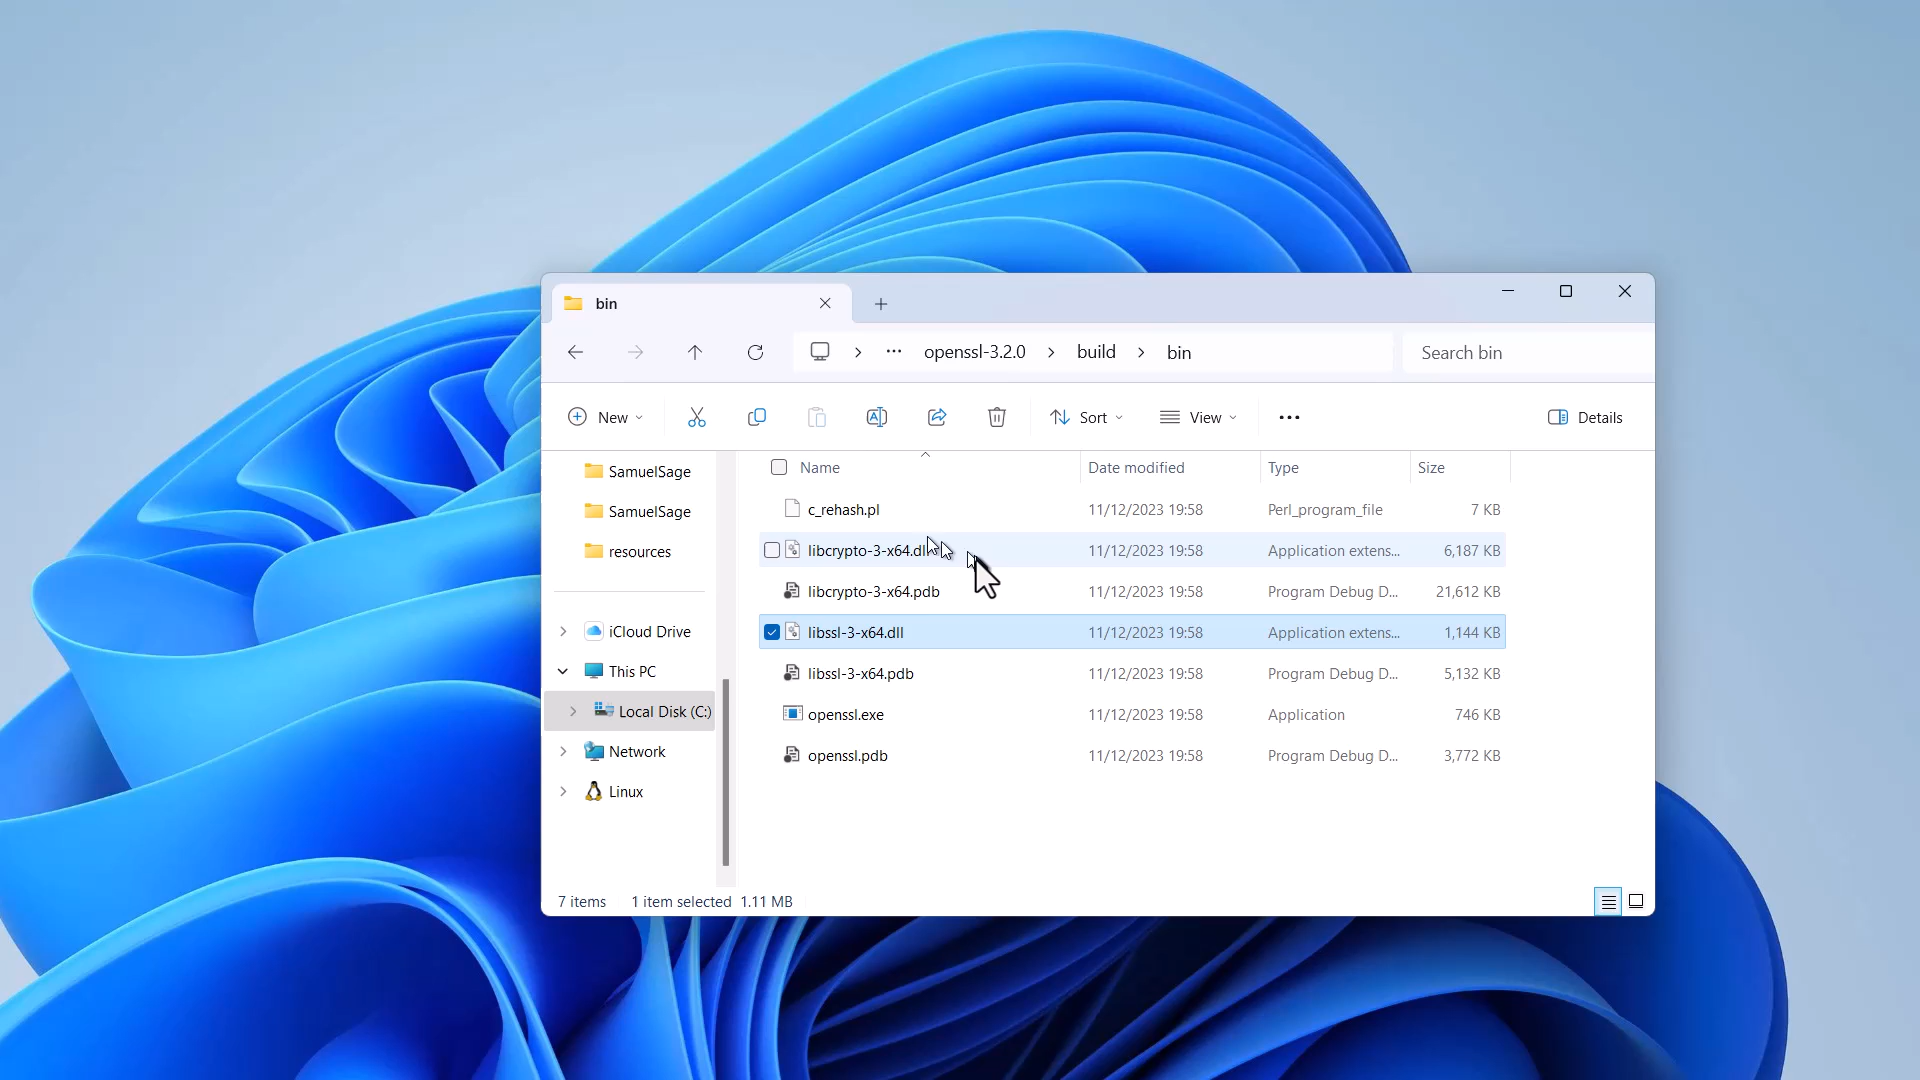 bin
openssl-3.2.0 build bin
Search bin
New Sort View Details
SamuelSage
SamuelSage
resources
iCloud Drive
This PC
Local Disk (C:)
Network
Linux
Name Date modified Type Size
c_rehash.pl 11/12/2023 19:58 Perl_program_file 7 KB
libcrypto-3-x64.dll 11/12/2023 19:58 Application extens... 6,187 KB
libcrypto-3-x64.pdb 11/12/2023 19:58 Program Debug D... 21,612 KB
libssl-3-x64.dll 11/12/2023 19:58 Application extens... 1,144 KB
libssl-3-x64.pdb 11/12/2023 19:58 Program Debug D... 5,132 KB
openssl.exe 11/12/2023 19:58 Application 746 KB
openssl.pdb 11/12/2023 19:58 Program Debug D... 3,772 KB
7 items 1 item selected 1.11 MB